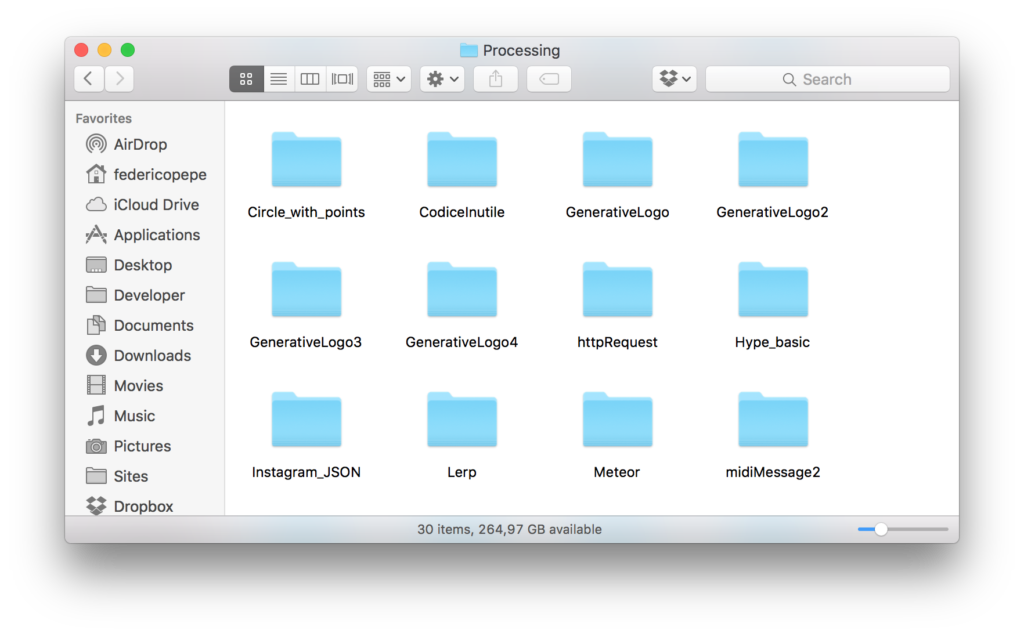 Processing
Search
Favorites
AirDrop
federicopepe
iCloud Drive
Applications
Desktop
Developer
Documents
Downloads
Movies
Music
Pictures
Sites
Dropbox
Circle_with_points CodiceInutile GenerativeLogo GenerativeLogo2
GenerativeLogo3 GenerativeLogo4 httpRequest Hype_basic
Instagram_JSON Lerp Meteor midiMessage2
30 items, 264,97 GB available